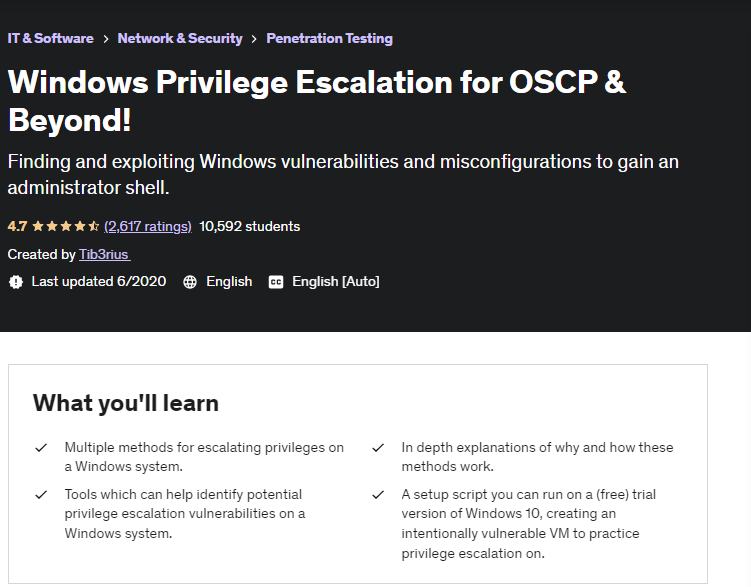 IT & Software > Network & Security > Penetration Testing
Windows Privilege Escalation for OSCP &
Beyond!
Finding and exploiting Windows vulnerabilities and misconfigurations to gain an
administrator shell.
4.7 (2,617 ratings) 10,592 students
Created by Tib3rius
Last updated 6/2020 English CC English [Auto]
What you'll learn
Multiple methods for escalating privileges on
a Windows system.
Tools which can help identify potential
privilege escalation vulnerabilities on a
Windows system.
In depth explanations of why and how these
methods work.
A setup script you can run on a (free) trial
version of Windows 10, creating an
intentionally vulnerable VM to practice
privilege escalation on.